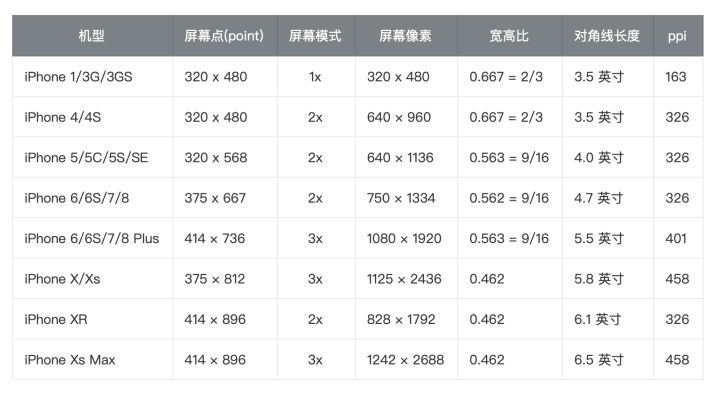 机型 屏幕点(point) 屏幕模式 屏幕像素 宽高比 对角线长度 ppi
iPhone 1/3G/3GS 320 x 480 1x 320 x 480 0.667 = 2/3 3.5 英寸 163
iPhone 4/4S 320 x 480 2x 640 × 960 0.667 = 2/3 3.5 英寸 326
iPhone 5/5C/5S/SE 320 x 568 2x 640 × 1136 0.563 = 9/16 4.0 英寸 326
iPhone 6/6S/7/8 375 x 667 2x 750 × 1334 0.562 = 9/16 4.7 英寸 326
iPhone 6/6S/7/8 Plus 414 × 736 3x 1080 × 1920 0.563 = 9/16 5.5 英寸 401
iPhone X/Xs 375 × 812 3x 1125 × 2436 0.462 5.8 英寸 458
iPhone XR 414 × 896 2x 828 × 1792 0.462 6.1 英寸 326
iPhone Xs Max 414 × 896 3x 1242 × 2688 0.462 6.5 英寸 458